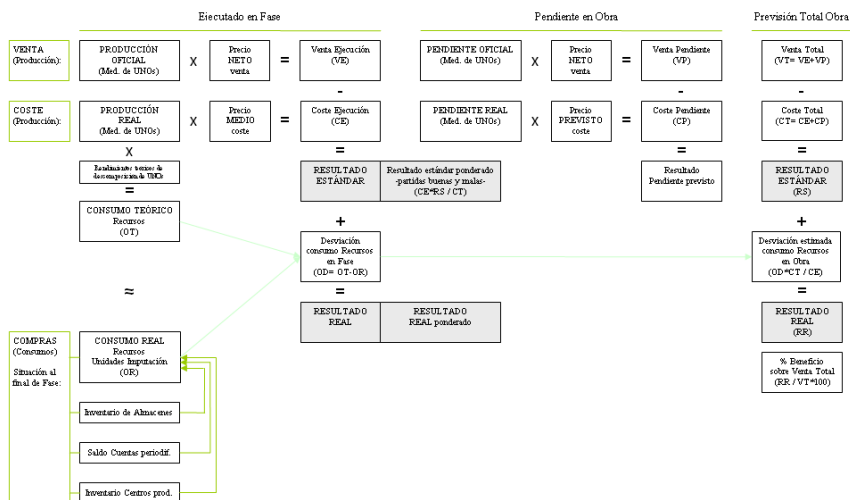 Ejecutado en Fase
Pendiente en Obra
Previsión Total Obra
VENTA
(Producción):
PRODUCCIÓN
OFICIAL
(Med. de UNOs)
X
Precio
NETO
venta
=
Venta Ejecución
(VE)
PENDIENTE OFICIAL
(Med. de UNOs)
X
Precio
NETO
venta
=
Venta Pendiente
(VP)
Venta Total
(VT= VE+VP)
-
-
-
COSTE
(Producción):
PRODUCCIÓN
REAL
(Med. de UNOs)
X
Precio
MEDIO
coste
=
Coste Ejecución
(CE)
PENDIENTE REAL
(Med. de UNOs)
X
Precio
PREVISTO
coste
=
Coste Pendiente
(CP)
Coste Total
(CT= CE+CP)
X
=
=
=
Rendimientos teóricos de
descomposición de UNOs
RESULTADO
ESTÁNDAR
Resultado estándar ponderado
-partidas buenas y malas-
(CE*RS / CT)
Resultado
Pendiente previsto
RESULTADO
ESTÁNDAR
(RS)
=
CONSUMO TEÓRICO
Recursos
(OT)
+
+
Desviación
consumo Recursos
en Fase
(OD= OT-OR)
Desviación estimada
consumo Recursos
en Obra
(OD*CT / CE)
≈
=
=
RESULTADO
REAL
RESULTADO
REAL ponderado
RESULTADO
REAL
(RR)
COMPRAS
(Consumos)
Situación al
final de Fase:
CONSUMO REAL
Recursos
Unidades Imputación
(OR)
% Beneficio
sobre Venta Total
(RR / VT*100)
Inventario de Almacenes
Saldo Cuentas periodif.
Inventario Centros prod.